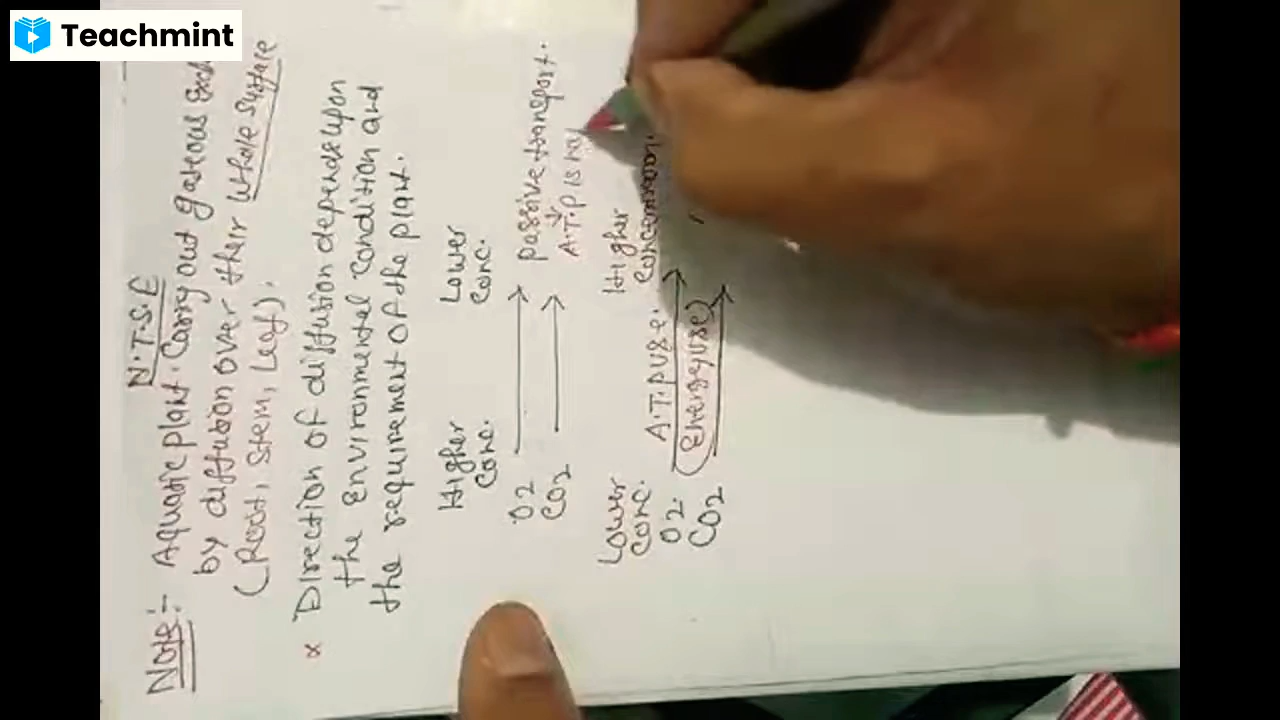 Teachmint
N.T.S.E
Note:- Aquatic plant carry out gaseous
by diffusion over their whole surface
(Root, stem, Leaf).
x Direction of diffusion depends upon
the environmental condition and
the requirement of the plant.
Higher Lower
conc. conc.
O2 passive transport.
CO2 A.T.P is
Lower Higher
conc. A.T.P use. concentration.
O2. (Energy use)
CO2